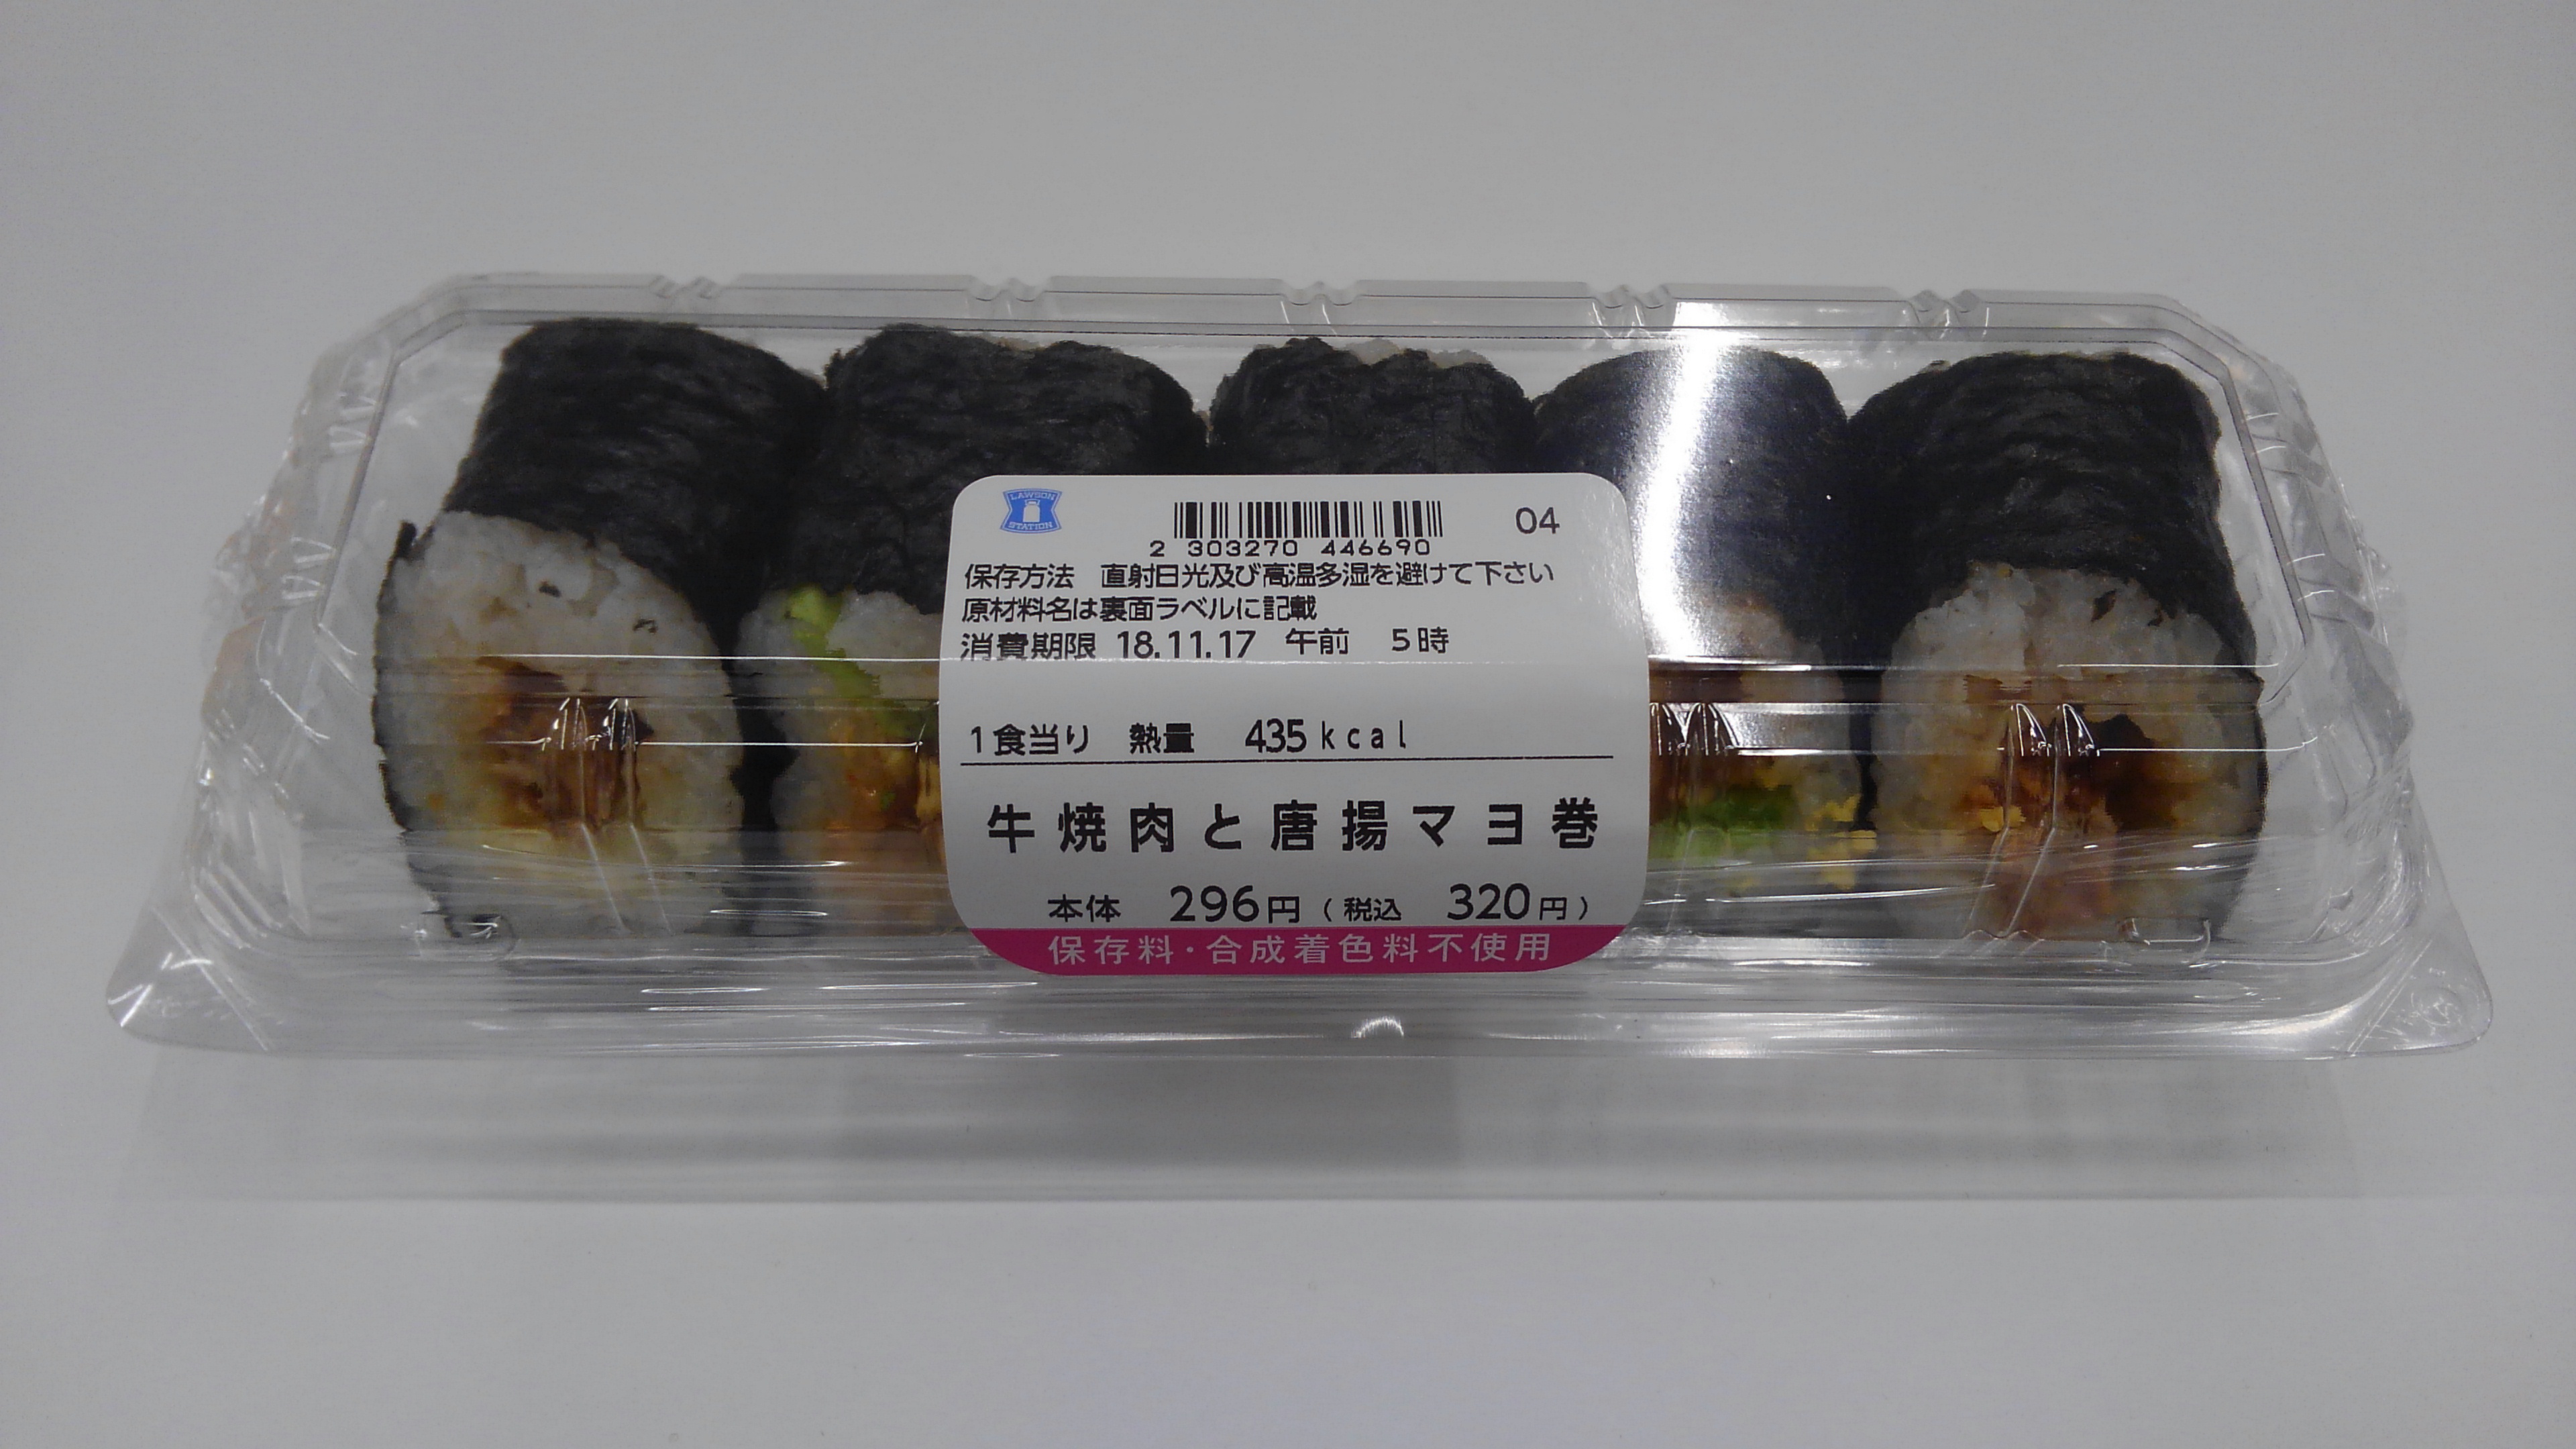 LAWSON
STATION
04
2 303270 446690
保存方法 直射日光及び高温多湿を避けて下さい
原材料名は裏面ラベルに記載
消費期限 18.11.17 午前 5時
1食当り 熱量 435kcal
牛焼肉と唐揚マヨ巻
本体 296円(税込 320円)
保存料・合成着色料不使用